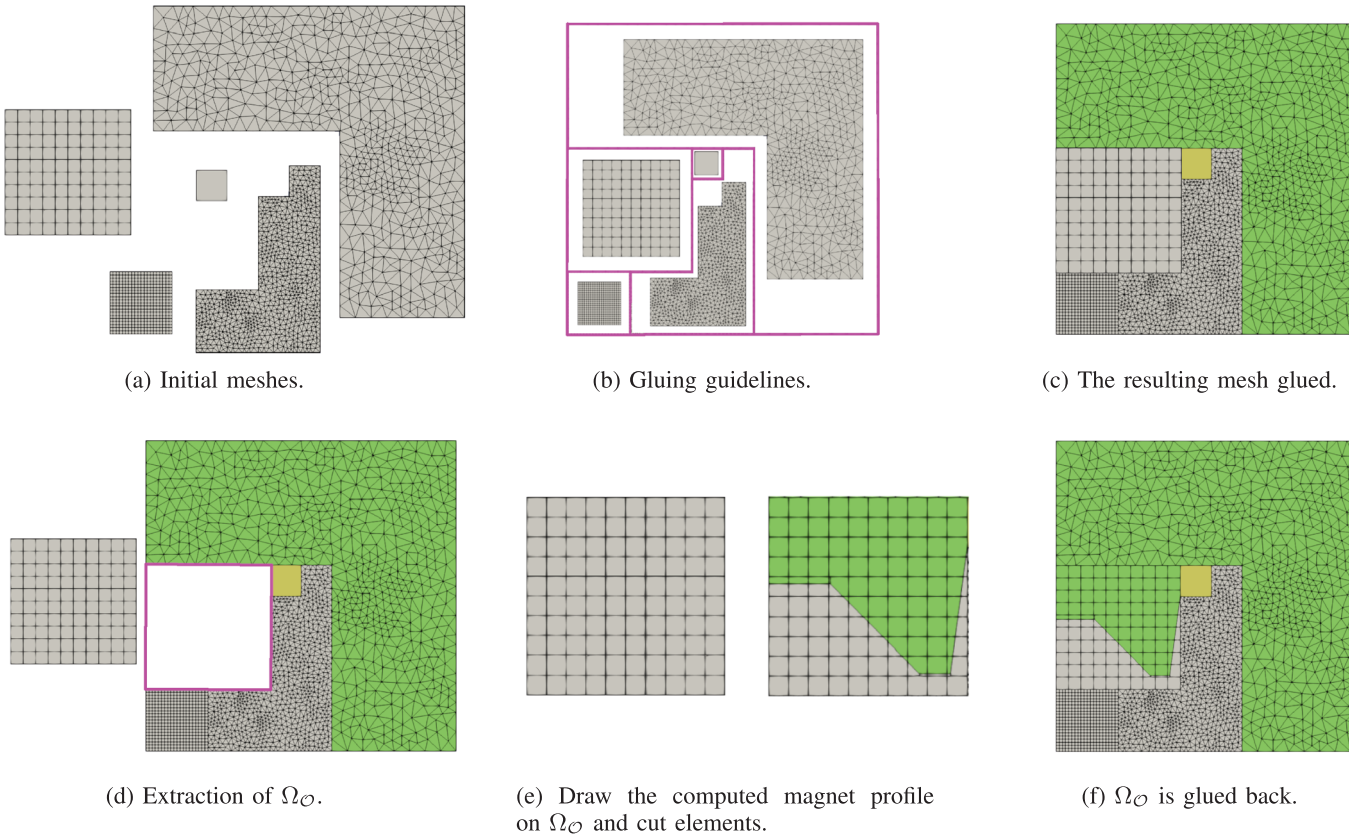 (a) Initial meshes.
(b) Gluing guidelines.
(c) The resulting mesh glued.
(d) Extraction of Ω𝒪.
(e) Draw the computed magnet profile
on Ω𝒪 and cut elements.
(f) Ω𝒪 is glued back.